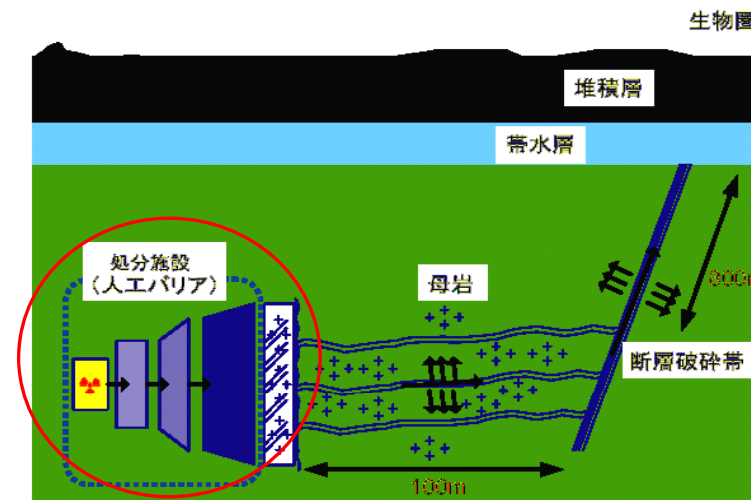 生物圏
堆積層
帯水層
処分施設
（人工バリア）
母岩
800m
断層破砕帯
100m